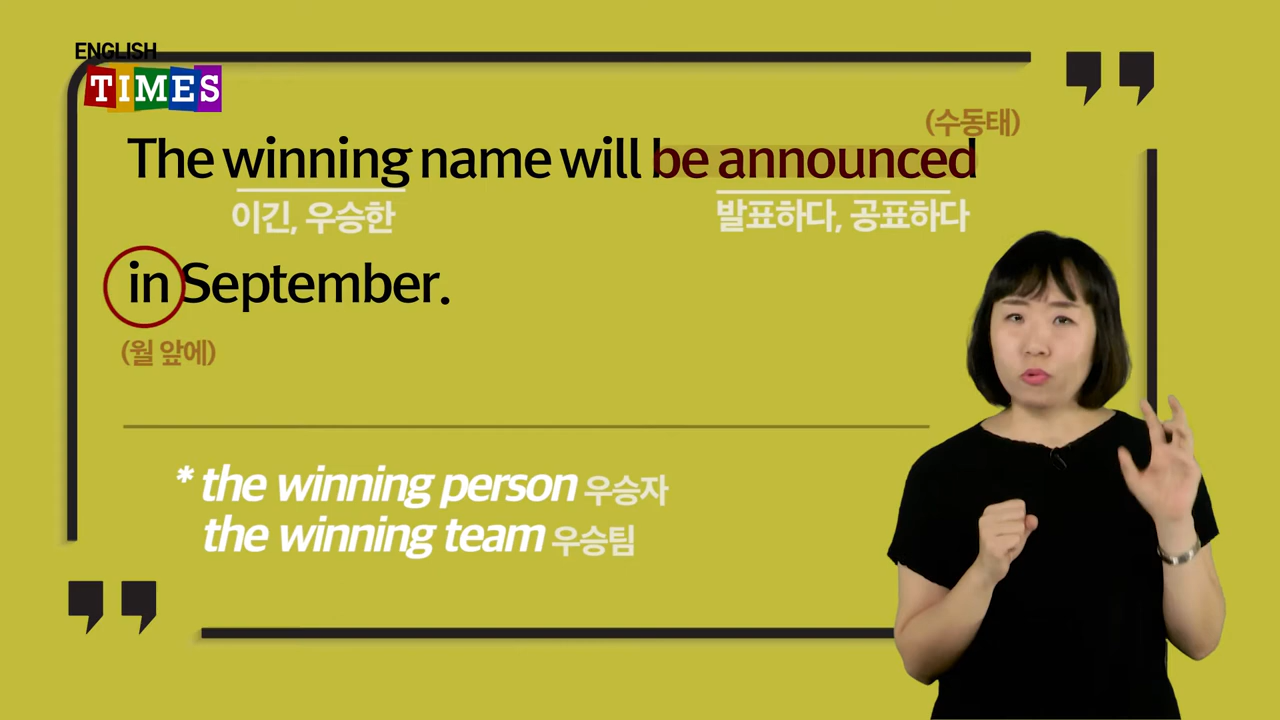 ENGLISH
TIMES
(수동태)
The winning name will be announced
이긴, 우승한 발표하다, 공표하다
in September.
(월 앞에)
* the winning person 우승자
the winning team 우승팀